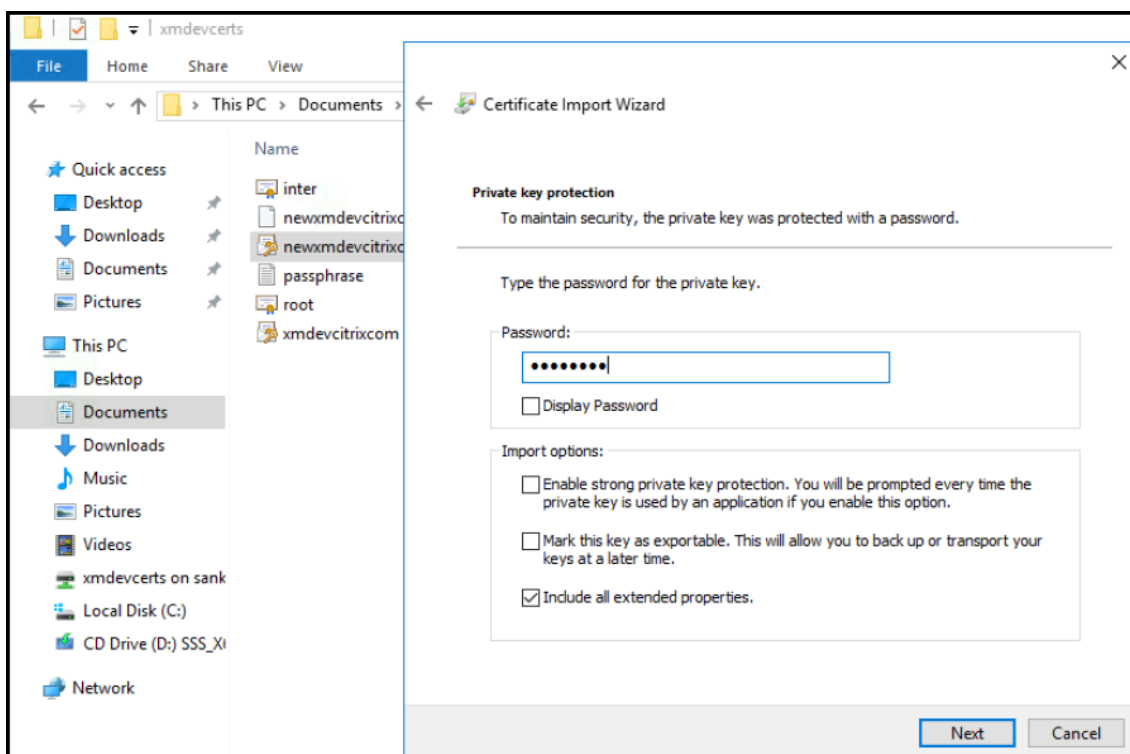 xmdevcerts
File Home Share View
This PC > Documents >
Name
Quick access
Desktop
Downloads
Documents
Pictures
This PC
Desktop
Documents
Downloads
Music
Pictures
Videos
xmdevcerts on sank
Local Disk (C:)
CD Drive (D:) SSS_X
Network
inter
newxmdevcitrixc
newxmdevcitrixc
passphrase
root
xmdevcitrixcom
Certificate Import Wizard
Private key protection
To maintain security, the private key was protected with a password.
Type the password for the private key.
Password:
••••••••
Display Password
Import options:
Enable strong private key protection. You will be prompted every time the
private key is used by an application if you enable this option.
Mark this key as exportable. This will allow you to back up or transport your
keys at a later time.
Include all extended properties.
Next Cancel